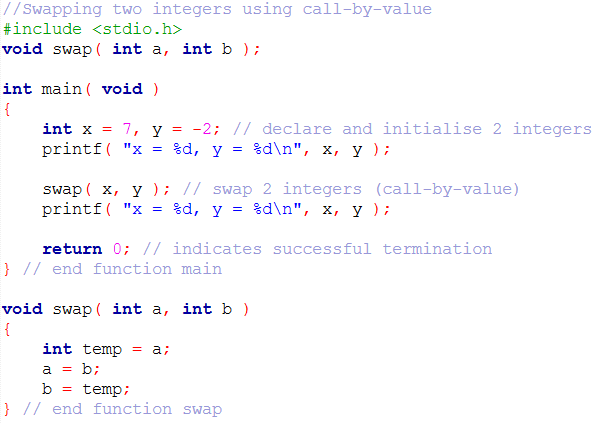 //Swapping two integers using call-by-value
#include <stdio.h>
void swap( int a, int b );

int main( void )
{
    int x = 7, y = -2; // declare and initialise 2 integers
    printf( "x = %d, y = %d\n", x, y );

    swap( x, y ); // swap 2 integers (call-by-value)
    printf( "x = %d, y = %d\n", x, y );

    return 0; // indicates successful termination
} // end function main

void swap( int a, int b )
{
    int temp = a;
    a = b;
    b = temp;
} // end function swap